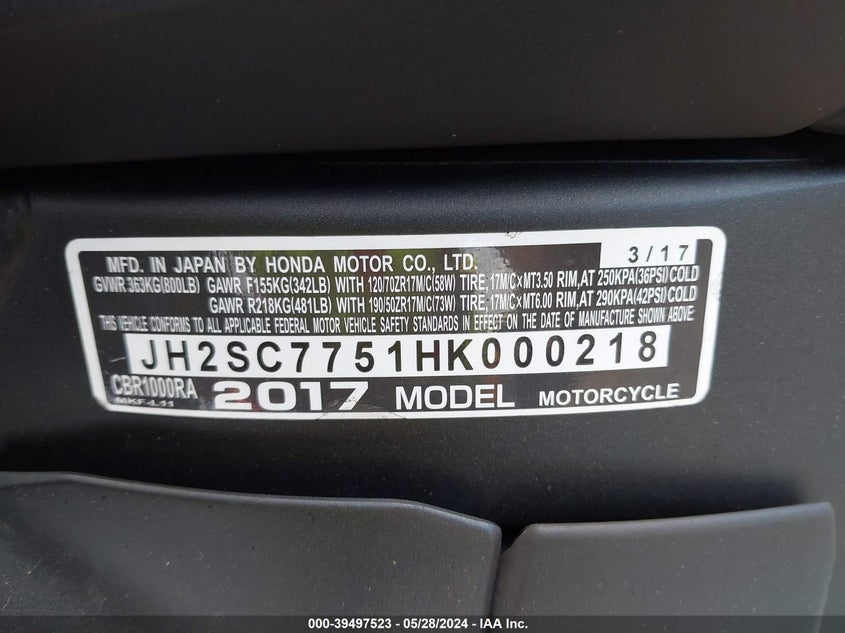 MFD. IN JAPAN BY HONDA MOTOR CO., LTD. 3/17
GVWR 363KG(800LB) GAWR F155KG(342LB) WITH 120/70ZR17M/C(58W) TIRE,17M/C×MT3.50 RIM,AT 250KPA(36PSI)COLD
GAWR R218KG(481LB) WITH 190/50ZR17M/C(73W) TIRE,17M/C×MT6.00 RIM,AT 290KPA(42PSI)COLD
THIS VEHICLE CONFORMS TO ALL APPLICABLE FEDERAL MOTOR VEHICLE SAFETY STANDARDS IN EFFECT ON THE DATE OF MANUFACTURE SHOWN ABOVE.
JH2SC7751HK000218
CBR1000RA 2017 MODEL MOTORCYCLE
MKF-L11
000-39497523 - 05/28/2024 - IAA Inc.